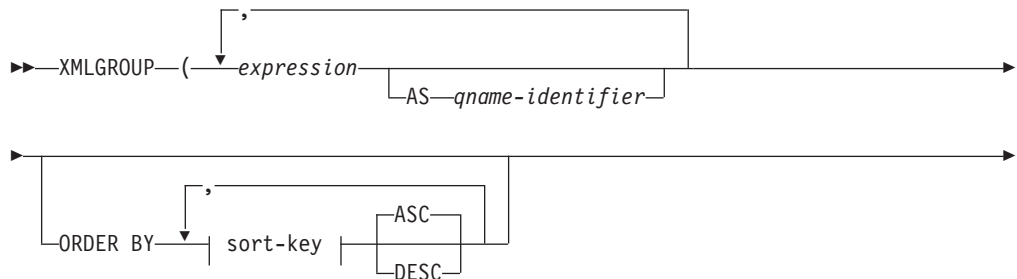 ,
XMLGROUP ( expression
AS qname-identifier
,
ORDER BY sort-key ASC
DESC